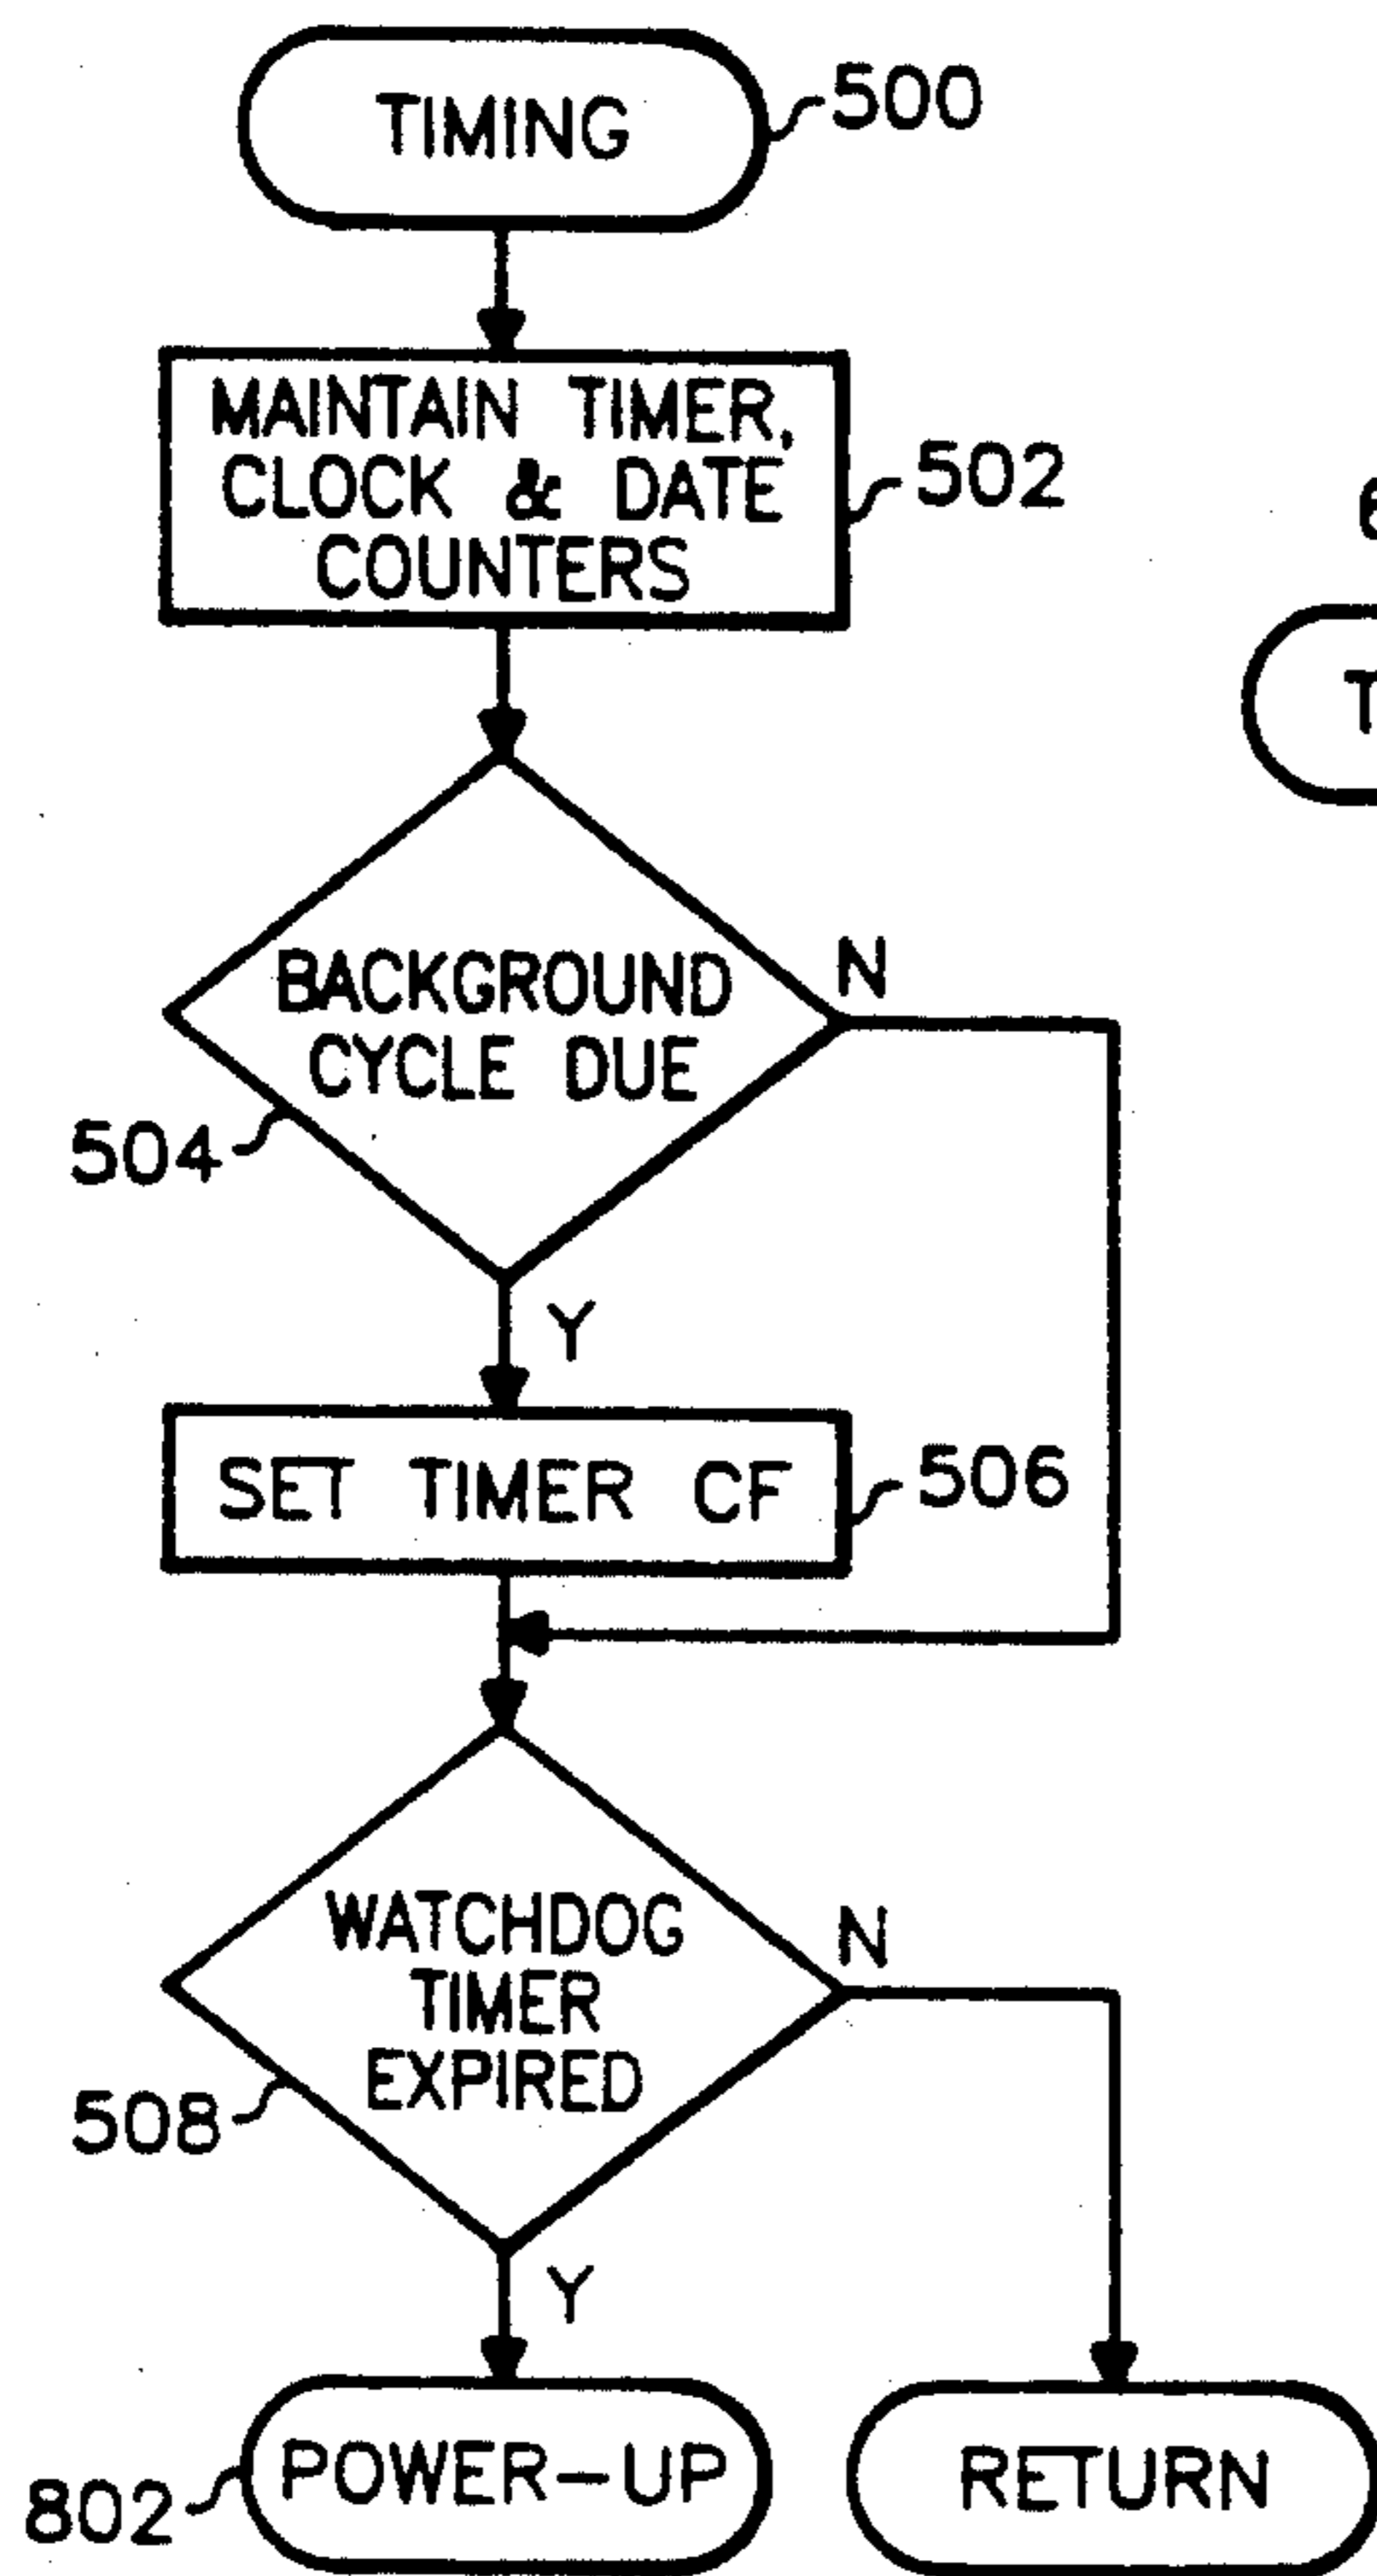 TIMING
500
MAINTAIN TIMER,
CLOCK & DATE
COUNTERS
502
BACKGROUND
CYCLE DUE
N
504
Y
SET TIMER CF
506
WATCHDOG
TIMER
EXPIRED
N
508
Y
POWER-UP
802
RETURN